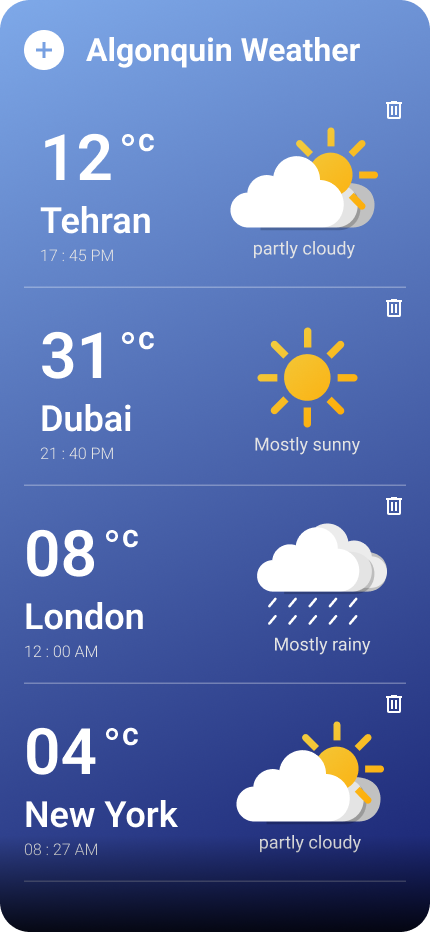 Algonquin Weather
12 °c
Tehran
17 : 45 PM
partly cloudy
31 °c
Dubai
21 : 40 PM
Mostly sunny
08 °c
London
12 : 00 AM
Mostly rainy
04 °c
New York
08 : 27 AM
partly cloudy